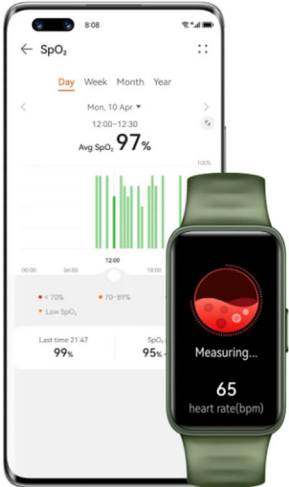 8:08
SpO₂
Day Week Month Year
Mon, 10 Apr
12:00–12:30
Avg SpO₂ 97%
100%
12:00
00:00 06:00 18:00
< 70% 70–89%
Low SpO₂
Last time 21:47 SpO₂
99% 95%
Measuring...
65
heart rate(bpm)